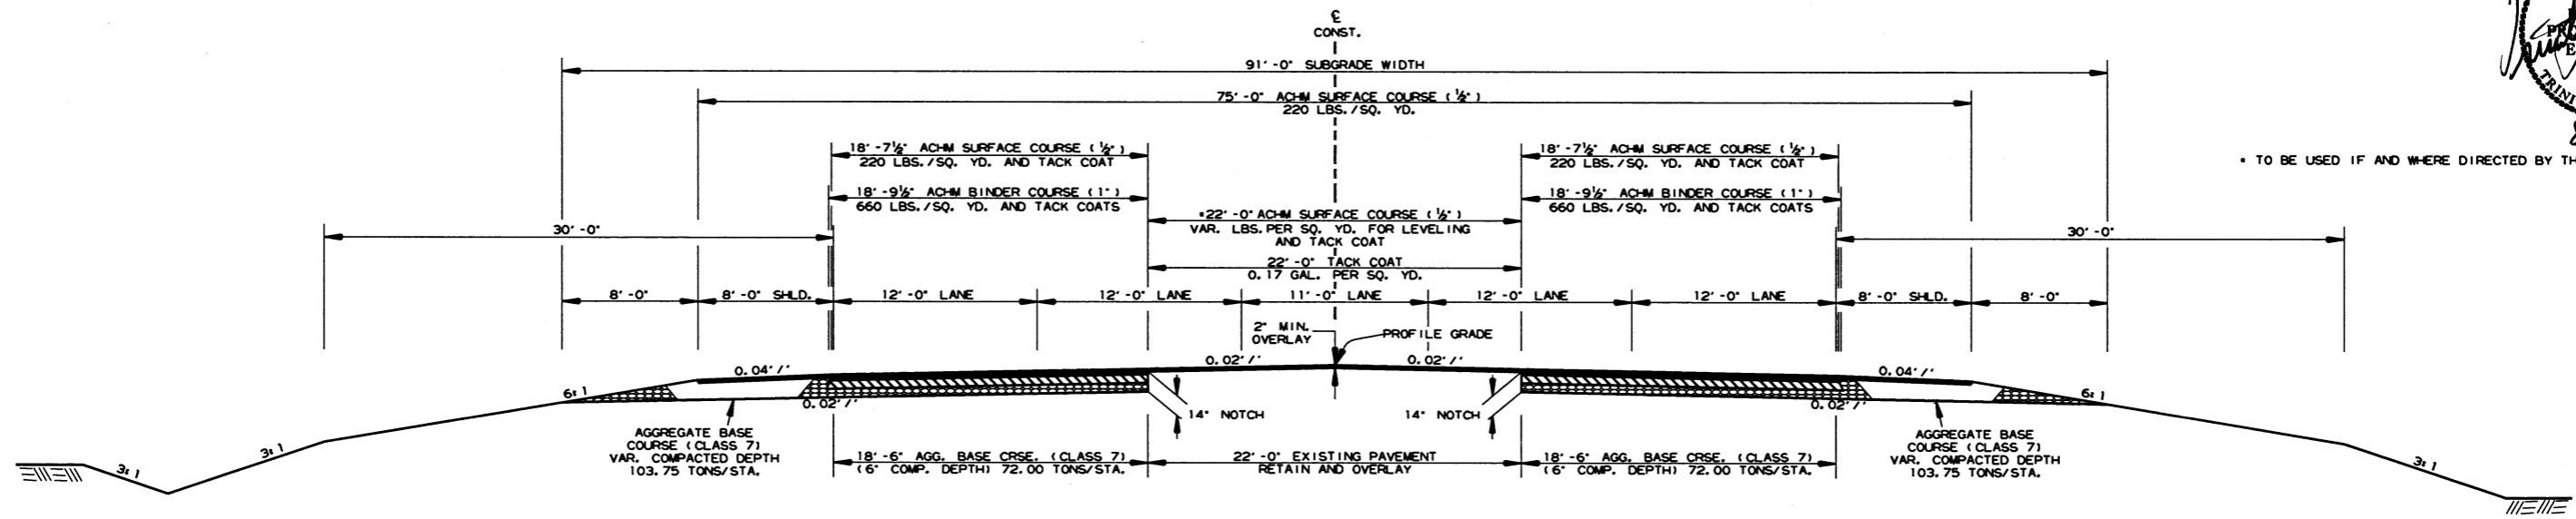 ℄
CONST.
91'-0" SUBGRADE WIDTH
75'-0" ACHM SURFACE COURSE (½")
220 LBS./SQ. YD.
18'-7½" ACHM SURFACE COURSE (½")
220 LBS./SQ. YD. AND TACK COAT
18'-7½" ACHM SURFACE COURSE (½")
220 LBS./SQ. YD. AND TACK COAT
* TO BE USED IF AND WHERE DIRECTED BY
18'-9½" ACHM BINDER COURSE (1")
660 LBS./SQ. YD. AND TACK COATS
18'-9½" ACHM BINDER COURSE (1")
660 LBS./SQ. YD. AND TACK COATS
*22'-0" ACHM SURFACE COURSE (½")
VAR. LBS. PER SQ. YD. FOR LEVELING
AND TACK COAT
30'-0"
30'-0"
22'-0" TACK COAT
0.17 GAL. PER SQ. YD.
8'-0"
8'-0" SHLD.
12'-0" LANE
12'-0" LANE
11'-0" LANE
12'-0" LANE
12'-0" LANE
8'-0" SHLD.
8'-0"
2" MIN.
OVERLAY
PROFILE GRADE
0.04'/'
0.02'/'
0.02'/'
0.04'/'
6:1
0.02'/'
14" NOTCH
14" NOTCH
0.02'/'
6:1
3:1
3:1
3:1
AGGREGATE BASE
COURSE (CLASS 7)
VAR. COMPACTED DEPTH
103.75 TONS/STA.
18'-6" AGG. BASE CRSE. (CLASS 7)
(6" COMP. DEPTH) 72.00 TONS/STA.
22'-0" EXISTING PAVEMENT
RETAIN AND OVERLAY
18'-6" AGG. BASE CRSE. (CLASS 7)
(6" COMP. DEPTH) 72.00 TONS/STA.
AGGREGATE BASE
COURSE (CLASS 7)
VAR. COMPACTED DEPTH
103.75 TONS/STA.